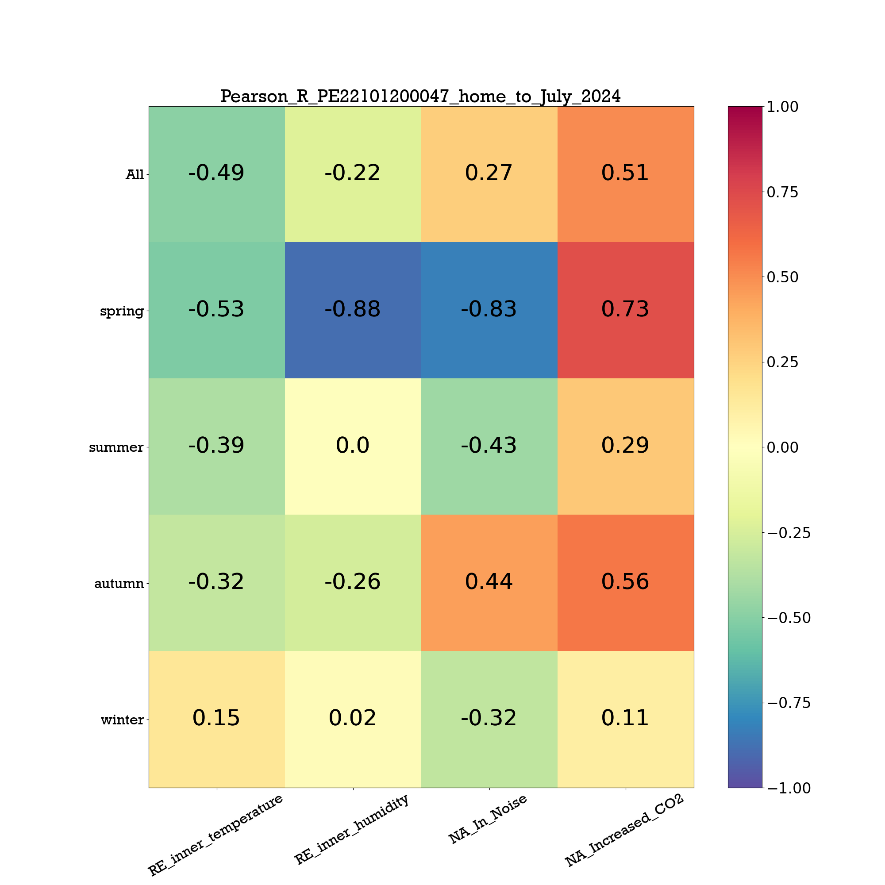 Pearson_R_PE22101200047_home_to_July_2024
All
-0.49
-0.22
0.27
0.51
spring
-0.53
-0.88
-0.83
0.73
summer
-0.39
0.0
-0.43
0.29
autumn
-0.32
-0.26
0.44
0.56
winter
0.15
0.02
-0.32
0.11
RE_inner_temperature
RE_inner_humidity
NA_In_Noise
NA_Increased_CO2
1.00
0.75
0.50
0.25
0.00
−0.25
−0.50
−0.75
−1.00